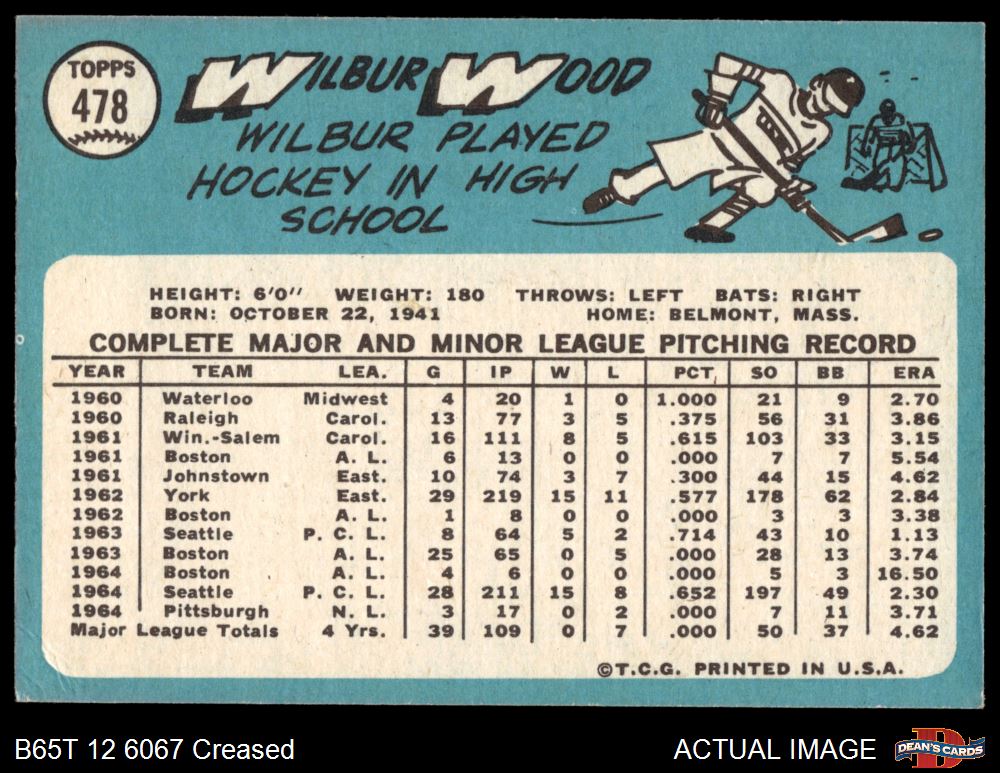 TOPPS
478
WILBUR WOOD
WILBUR PLAYED
HOCKEY IN HIGH
SCHOOL
HEIGHT: 6'0" WEIGHT: 180 THROWS: LEFT BATS: RIGHT
BORN: OCTOBER 22, 1941 HOME: BELMONT, MASS.
COMPLETE MAJOR AND MINOR LEAGUE PITCHING RECORD
YEAR TEAM LEA. G IP W L PCT SO BB ERA
1960 Waterloo Midwest 4 20 1 0 1.000 21 9 2.70
1960 Raleigh Carol. 13 77 3 5 .375 56 31 3.86
1961 Win.-Salem Carol. 16 111 8 5 .615 103 33 3.15
1961 Boston A. L. 6 13 0 0 .000 7 7 5.54
1961 Johnstown East. 10 74 3 7 .300 44 15 4.62
1962 York East. 29 219 15 11 .577 178 62 2.84
1962 Boston A. L. 1 8 0 0 .000 3 3 3.38
1963 Seattle P. C. L. 8 64 5 2 .714 43 10 1.13
1963 Boston A. L. 25 65 0 5 .000 28 13 3.74
1964 Boston A. L. 4 6 0 0 .000 5 3 16.50
1964 Seattle P. C. L. 28 211 15 8 .652 197 49 2.30
1964 Pittsburgh N. L. 3 17 0 2 .000 7 11 3.71
Major League Totals 4 Yrs. 39 109 0 7 .000 50 37 4.62
©T.C.G. PRINTED IN U.S.A.
B65T 12 6067 Creased ACTUAL IMAGE
DEAN'S CARDS